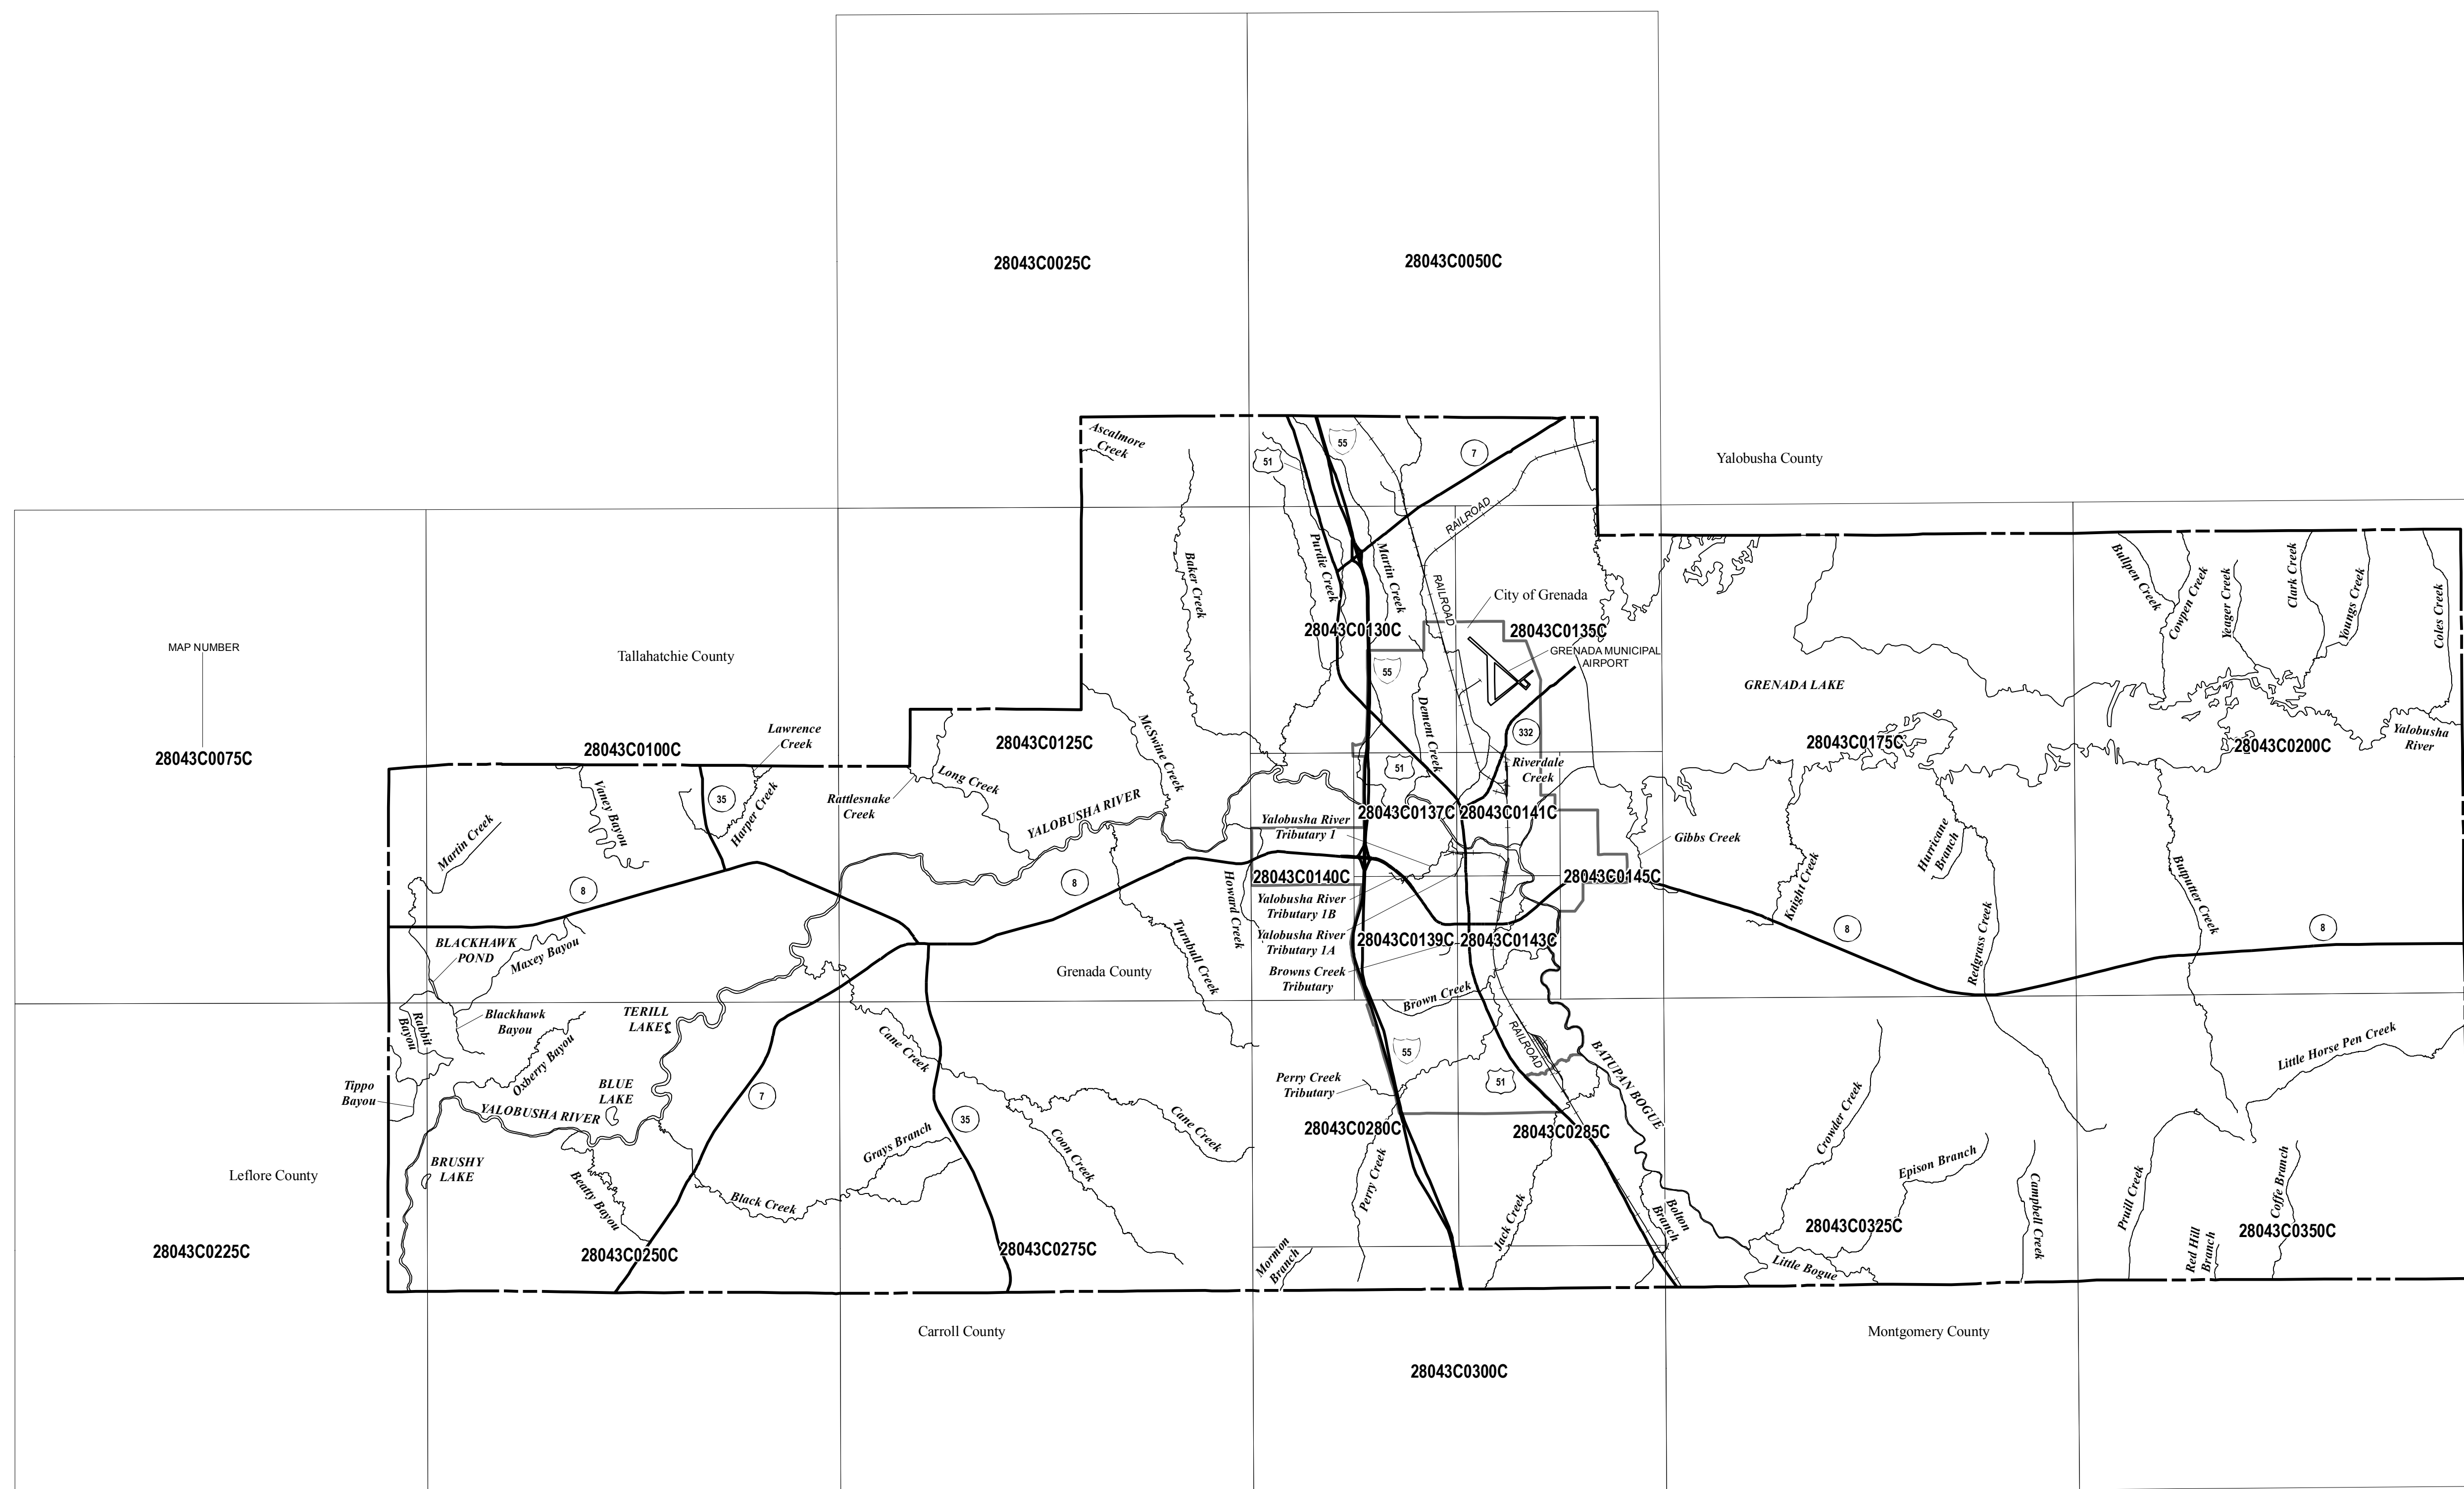 28043C0025C
28043C0050C
Ascalmore
Creek
55
51
7
Yalobusha County
RAILROAD
Baker Creek
Purdie Creek
Martin Creek
RAILROAD
City of Grenada
Bullpen Creek
Cowpen Creek
Yeager Creek
Clark Creek
Youngs Creek
Coles Creek
28043C0130C
28043C0135C
MAP NUMBER
Tallahatchie County
GRENADA MUNICIPAL
AIRPORT
55
GRENADA LAKE
Lawrence
Creek
McSwine Creek
Dement Creek
332
Yalobusha
River
28043C0075C
28043C0100C
28043C0125C
28043C0175C
28043C0200C
51
Riverdale
Creek
Long Creek
Vaney Bayou
35
Harper Creek
Rattlesnake
Creek
YALOBUSHA RIVER
Yalobusha River
Tributary 1
28043C0137C
28043C0141C
Gibbs Creek
Martin Creek
Hurricane
Branch
Knight Creek
Butputter Creek
8
8
Howard Creek
28043C0140C
28043C0145C
Yalobusha River
Tributary 1B
Turnbull Creek
Redgrass Creek
8
8
BLACKHAWK
POND
Maxey Bayou
Yalobusha River
Tributary 1A
28043C0139C
28043C0143C
Grenada County
Browns Creek
Tributary
Brown Creek
Rabbit
Bayou
Blackhawk
Bayou
TERILL
LAKE
Cane Creek
55
RAILROAD
Little Horse Pen Creek
Oxberry Bayou
Tippo
Bayou
BLUE
LAKE
7
Perry Creek
Tributary
51
BATUPAN BOGUE
YALOBUSHA RIVER
35
Cane Creek
Crowder Creek
Coon Creek
28043C0280C
28043C0285C
Grays Branch
BRUSHY
LAKE
Leflore County
Beatty Bayou
Black Creek
Perry Creek
Jack Creek
Bolton
Branch
Epison Branch
Campbell Creek
Pruill Creek
Red Hill
Branch
Coffe Branch
28043C0225C
28043C0250C
28043C0275C
Mormon
Branch
28043C0325C
28043C0350C
Little Bogue
Carroll County
Montgomery County
28043C0300C